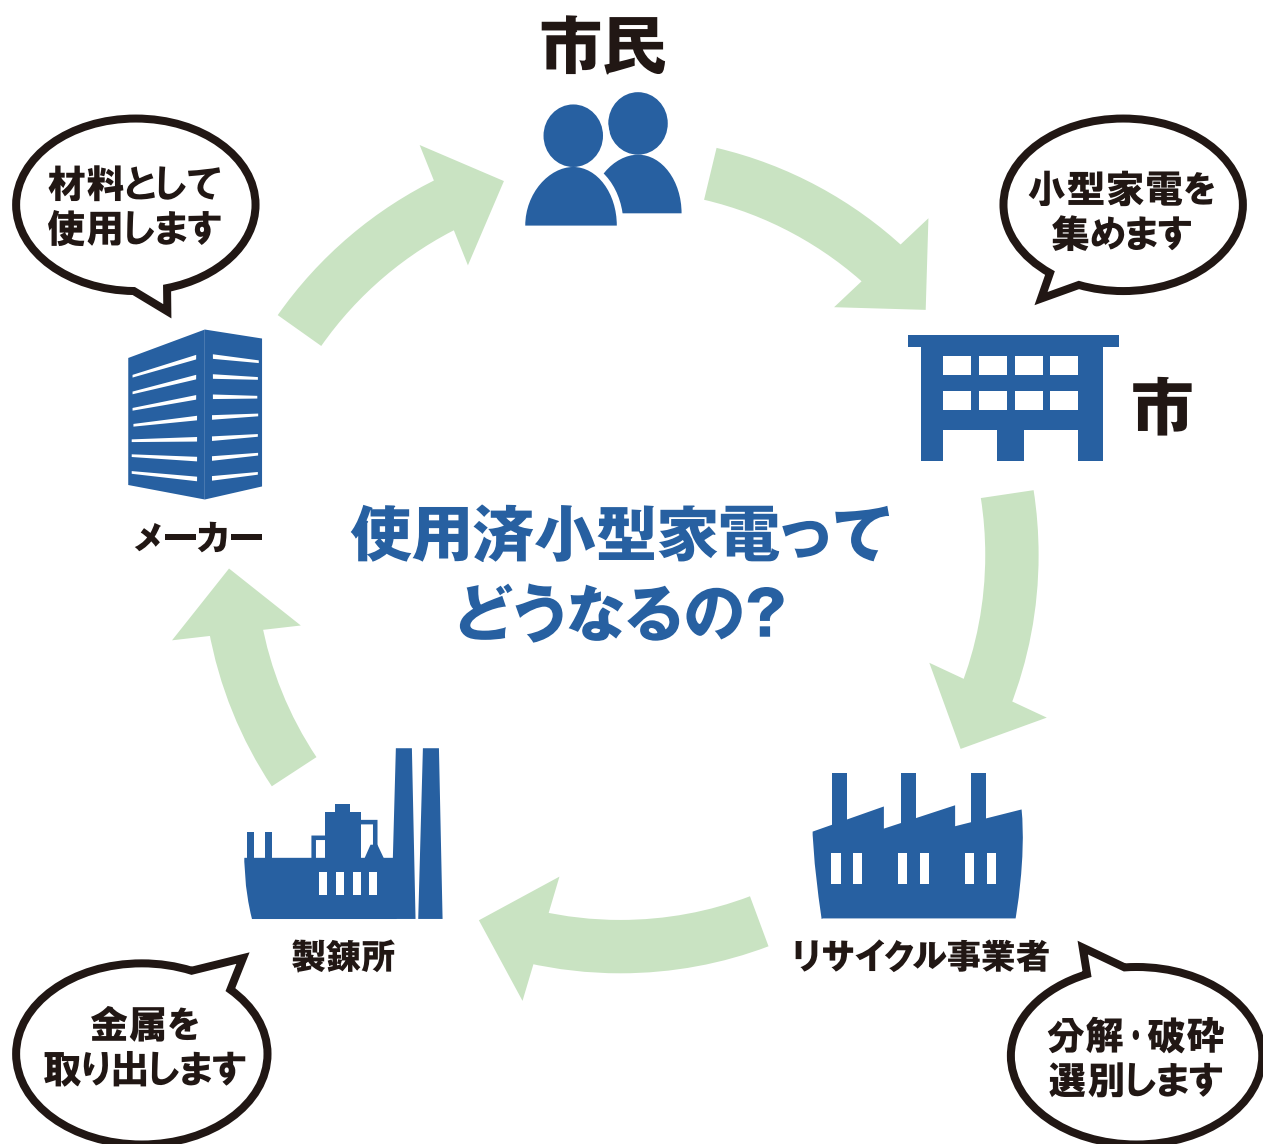 市民
材料として
使用します
小型家電を
集めます
市
メーカー
使用済小型家電って
どうなるの？
製錬所
リサイクル事業者
金属を
取り出します
分解・破砕
選別します